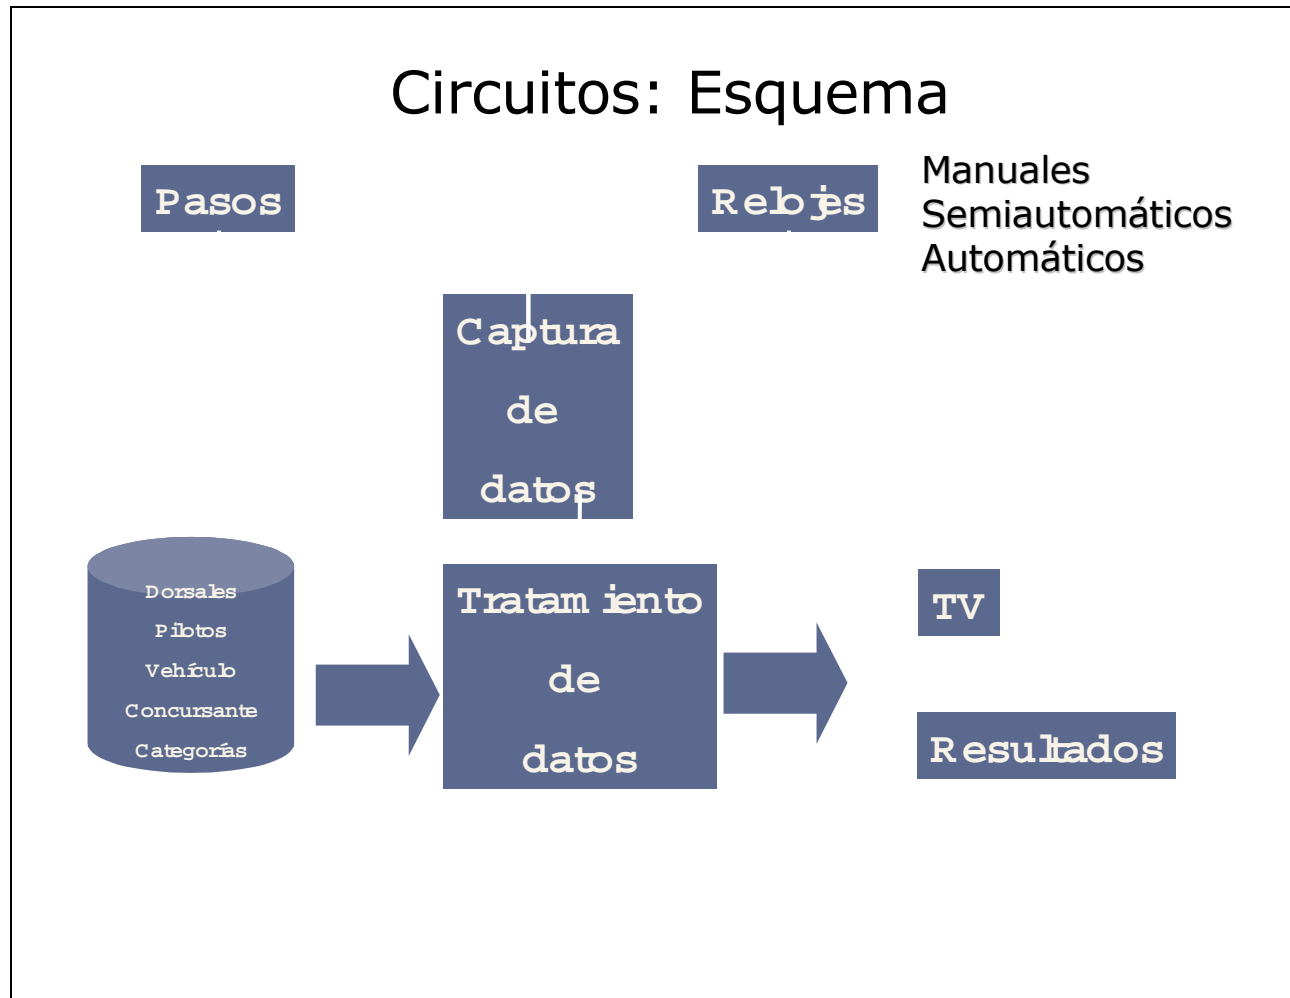 Circuitos: Esquema
Pasos
Relojes
Manuales
Semiautomáticos
Automáticos
Captura
de
datos
Dorsales
Pilotos
Vehículo
Concursante
Categorías
Tratamiento
de
datos
TV
Resultados